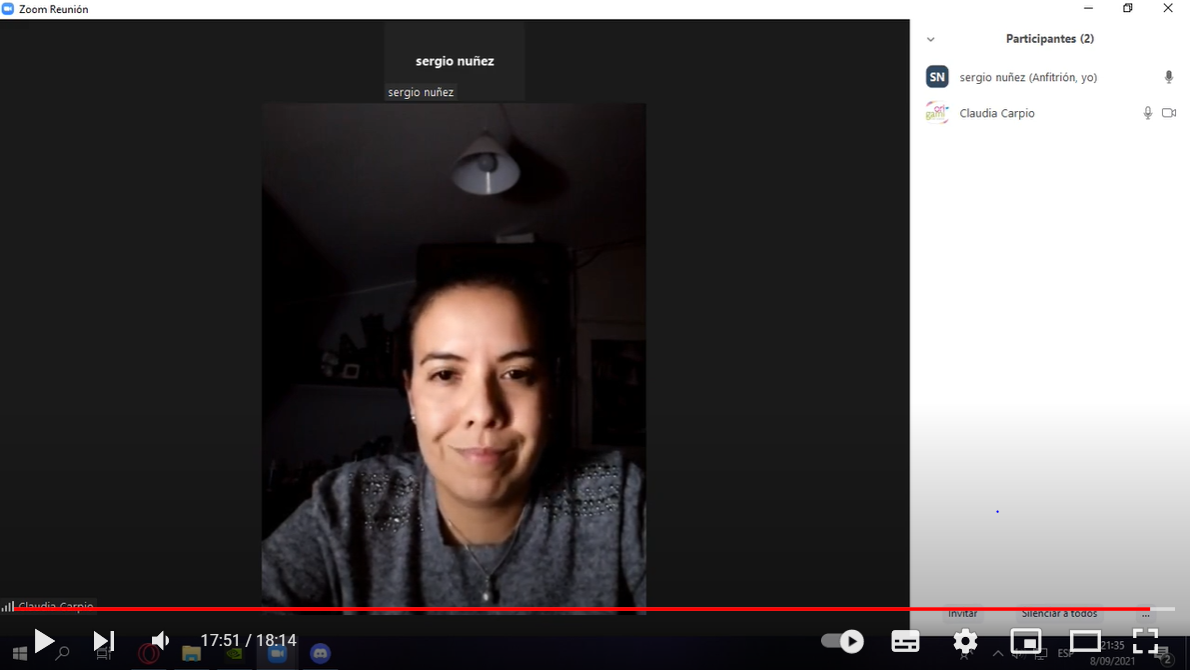 Zoom Reunión
sergio nuñez
sergio nuñez
Participantes (2)
SN
sergio nuñez (Anfitrión, yo)
Claudia Carpio
Claudia Carpio
Invitar
Silenciar a todos
...
17:51 / 18:14
ESP
21:35
8/09/2021
2